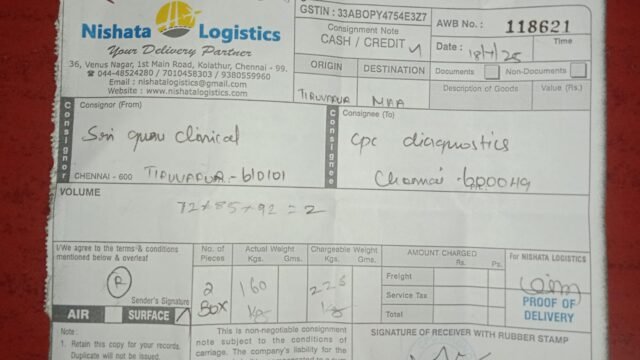 Nishata Logistics
Your Delivery Partner
36, Venus Nagar, 1st Main Road, Kolathur, Chennai - 99.
☎ 044-48524280 / 7010458303 / 9380559960
Email : nishatalogistics@gmail.com
Website : www.nishatalogistics.com
GSTIN : 33ABOPY4754E3Z7
Consignment Note
CASH / CREDIT
AWB No. : 118621
Date : 18/7/25
Time
ORIGIN
DESTINATION
Tiruvarur
MAA
Documents
Non-Documents
Description of Goods
Value (Rs.)
Consignor
Consignor (From)
Sri guru clinical
CHENNAI - 600
Tiruvarur - 610101
Consignee
Consignee (To)
Cpc diagnostics
Chennai - 600049
VOLUME
72 + 85 + 92 = 2
I/We agree to the terms & conditions
mentioned below & overleaf
R
Sender's Signature
AIR
SURFACE
No. of Pieces
Actual Weight
Kgs. Gms.
Chargeable Weight
Kgs. Gms.
2 Box
160
225
AMOUNT CHARGED
Rs. Ps.
Freight
Service Tax
Total
For NISHATA LOGISTICS
PROOF OF
DELIVERY
Note :
1. Retain this copy for your records.
Duplicate will not be issued.
This is non-negotiable consignment
note subject to the conditions of
carriage. The company's liability for the
SIGNATURE OF RECEIVER WITH RUBBER STAMP